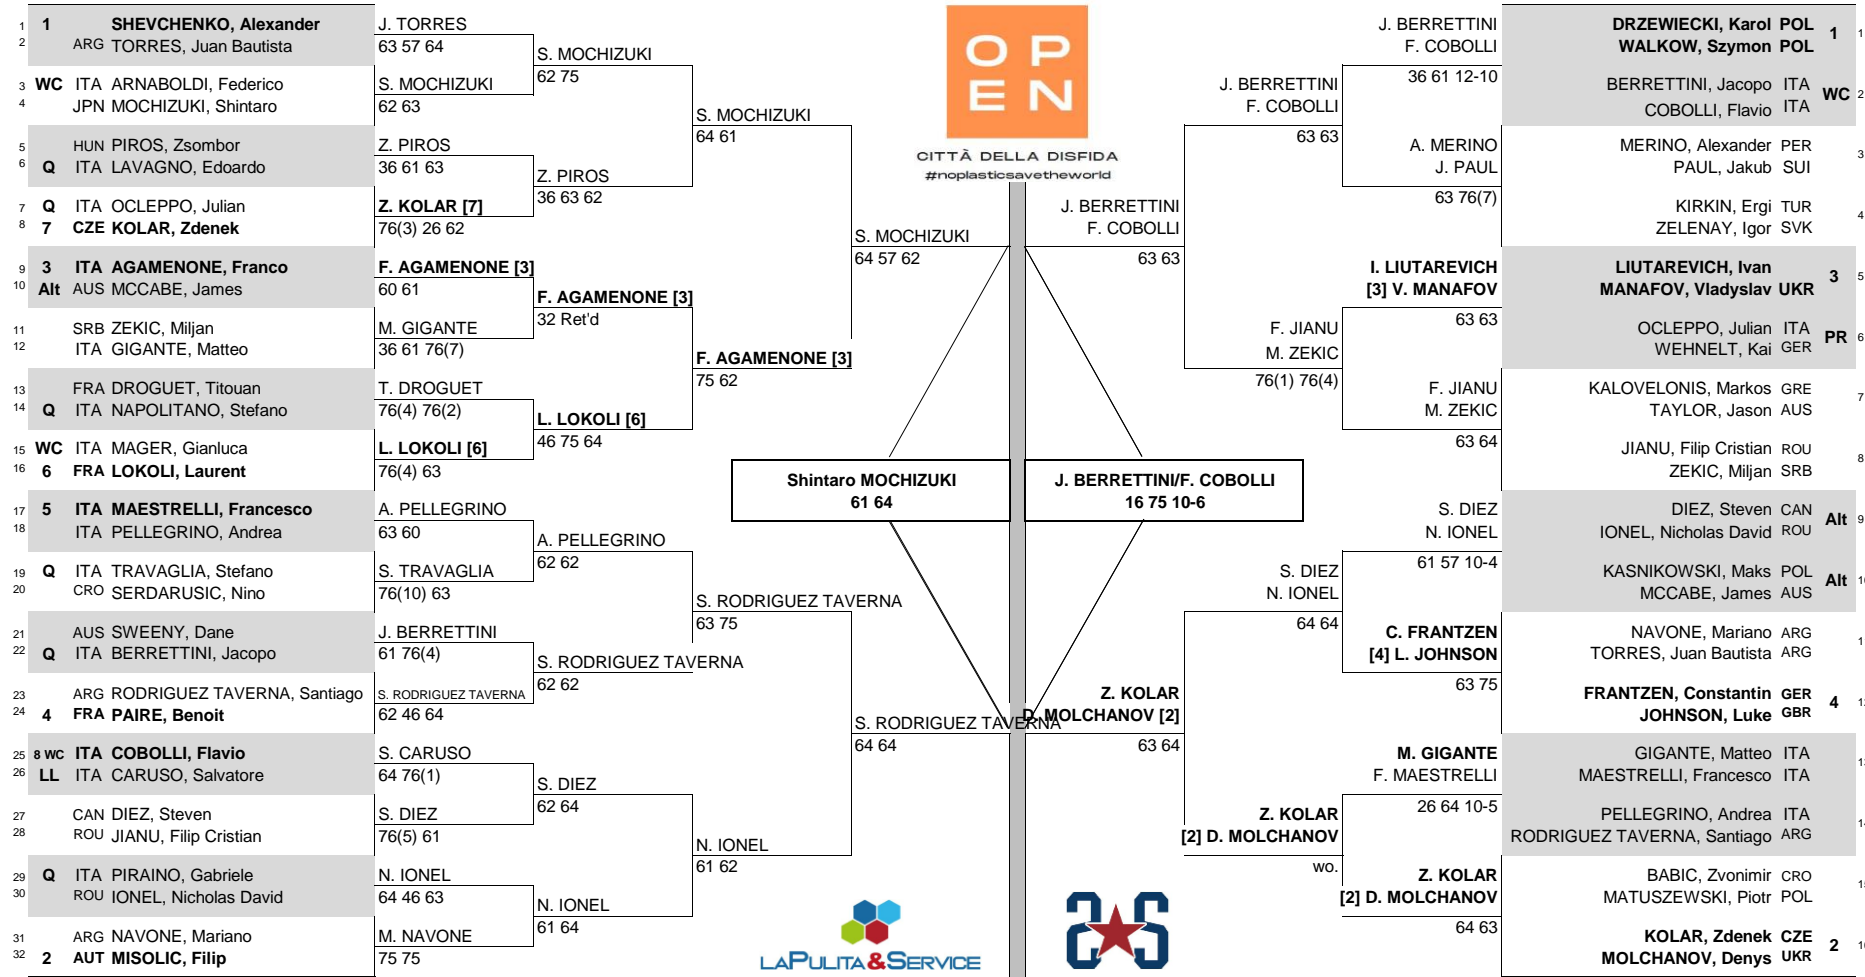 1 1 SHEVCHENKO, Alexander
2 ARG TORRES, Juan Bautista
3 WC ITA ARNABOLDI, Federico
4 JPN MOCHIZUKI, Shintaro
5 HUN PIROS, Zsombor
6 Q ITA LAVAGNO, Edoardo
7 Q ITA OCLEPPO, Julian
8 7 CZE KOLAR, Zdenek
9 3 ITA AGAMENONE, Franco
10 Alt AUS MCCABE, James
11 SRB ZEKIC, Miljan
12 ITA GIGANTE, Matteo
13 FRA DROGUET, Titouan
14 Q ITA NAPOLITANO, Stefano
15 WC ITA MAGER, Gianluca
16 6 FRA LOKOLI, Laurent
17 5 ITA MAESTRELLI, Francesco
18 ITA PELLEGRINO, Andrea
19 Q ITA TRAVAGLIA, Stefano
20 CRO SERDARUSIC, Nino
21 AUS SWEENY, Dane
22 Q ITA BERRETTINI, Jacopo
23 ARG RODRIGUEZ TAVERNA, Santiago
24 4 FRA PAIRE, Benoit
25 8 WC ITA COBOLLI, Flavio
26 LL ITA CARUSO, Salvatore
27 CAN DIEZ, Steven
28 ROU JIANU, Filip Cristian
29 Q ITA PIRAINO, Gabriele
30 ROU IONEL, Nicholas David
31 ARG NAVONE, Mariano
32 2 AUT MISOLIC, Filip
J. TORRES
63 57 64
S. MOCHIZUKI
62 63
Z. PIROS
36 61 63
Z. KOLAR [7]
76(3) 26 62
F. AGAMENONE [3]
60 61
M. GIGANTE
36 61 76(7)
T. DROGUET
76(4) 76(2)
L. LOKOLI [6]
76(4) 63
A. PELLEGRINO
63 60
S. TRAVAGLIA
76(10) 63
J. BERRETTINI
61 76(4)
S. RODRIGUEZ TAVERNA
62 46 64
S. CARUSO
64 76(1)
S. DIEZ
76(5) 61
N. IONEL
64 46 63
M. NAVONE
75 75
S. MOCHIZUKI
62 75
Z. PIROS
36 63 62
F. AGAMENONE [3]
32 Ret'd
L. LOKOLI [6]
46 75 64
A. PELLEGRINO
62 62
S. RODRIGUEZ TAVERNA
62 62
S. DIEZ
62 64
N. IONEL
61 64
S. MOCHIZUKI
64 61
F. AGAMENONE [3]
75 62
S. RODRIGUEZ TAVERNA
63 75
N. IONEL
61 62
S. MOCHIZUKI
64 57 62
S. RODRIGUEZ TAVERNA
64 64
Shintaro MOCHIZUKI
61 64
OP
EN
CITTÀ DELLA DISFIDA
#noplasticsavetheworld
J. BERRETTINI/F. COBOLLI
16 75 10-6
J. BERRETTINI
F. COBOLLI
63 63
Z. KOLAR
D. MOLCHANOV [2]
63 64
J. BERRETTINI
F. COBOLLI
63 63
F. JIANU
M. ZEKIC
76(1) 76(4)
S. DIEZ
N. IONEL
64 64
Z. KOLAR
[2] D. MOLCHANOV
wo.
J. BERRETTINI
F. COBOLLI
36 61 12-10
A. MERINO
J. PAUL
63 76(7)
I. LIUTAREVICH
[3] V. MANAFOV
63 63
F. JIANU
M. ZEKIC
63 64
S. DIEZ
N. IONEL
61 57 10-4
C. FRANTZEN
[4] L. JOHNSON
63 75
M. GIGANTE
F. MAESTRELLI
26 64 10-5
Z. KOLAR
[2] D. MOLCHANOV
64 63
DRZEWIECKI, Karol POL 1 1
WALKOW, Szymon POL
BERRETTINI, Jacopo ITA WC 2
COBOLLI, Flavio ITA
MERINO, Alexander PER 3
PAUL, Jakub SUI
KIRKIN, Ergi TUR 4
ZELENAY, Igor SVK
LIUTAREVICH, Ivan 3 5
MANAFOV, Vladyslav UKR
OCLEPPO, Julian ITA PR 6
WEHNELT, Kai GER
KALOVELONIS, Markos GRE 7
TAYLOR, Jason AUS
JIANU, Filip Cristian ROU 8
ZEKIC, Miljan SRB
DIEZ, Steven CAN Alt 9
IONEL, Nicholas David ROU
KASNIKOWSKI, Maks POL Alt
MCCABE, James AUS
NAVONE, Mariano ARG
TORRES, Juan Bautista ARG
FRANTZEN, Constantin GER 4
JOHNSON, Luke GBR
GIGANTE, Matteo ITA
MAESTRELLI, Francesco ITA
PELLEGRINO, Andrea ITA
RODRIGUEZ TAVERNA, Santiago ARG
BABIC, Zvonimir CRO
MATUSZEWSKI, Piotr POL
KOLAR, Zdenek CZE 2
MOLCHANOV, Denys UKR
LAPULITA&SERVICE